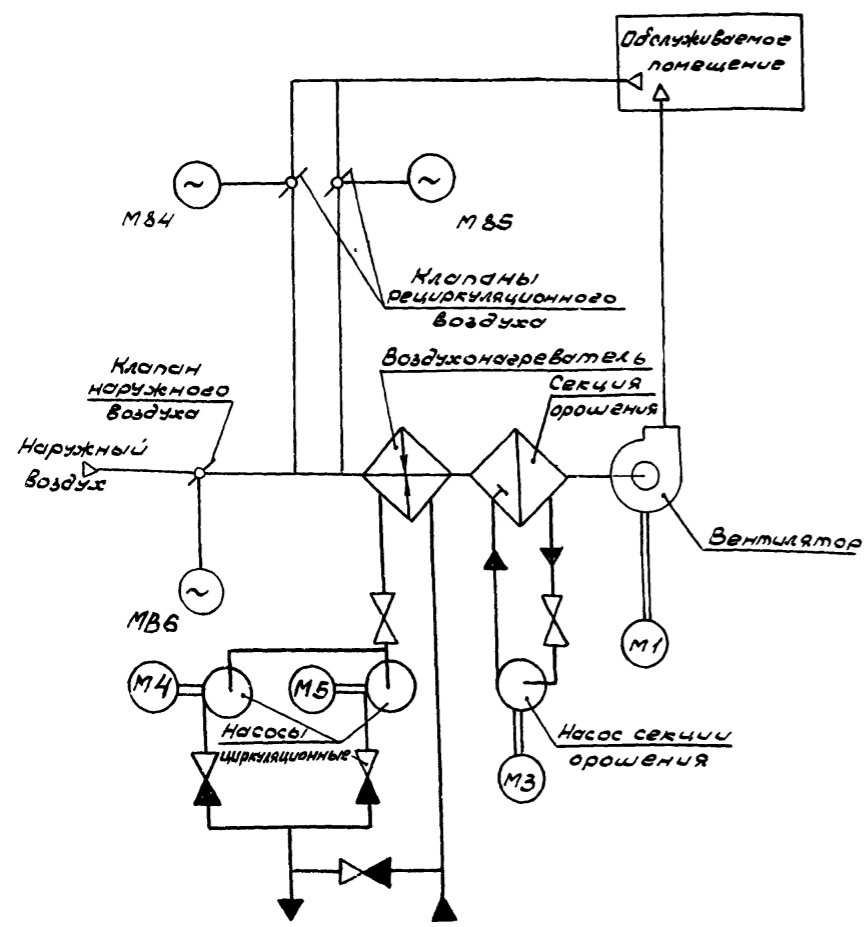 Обслуживаемое
помещение
~
~
МВ4
МВ5
Клапаны
рециркуляционного
воздуха
Воздухонагреватель
Клапан
наружного
воздуха
Секция
орошения
Наружный
воздух
Вентилятор
~
МВ6
М1
М4
М5
Насосы
циркуляционные
Насос секции
орошения
М3